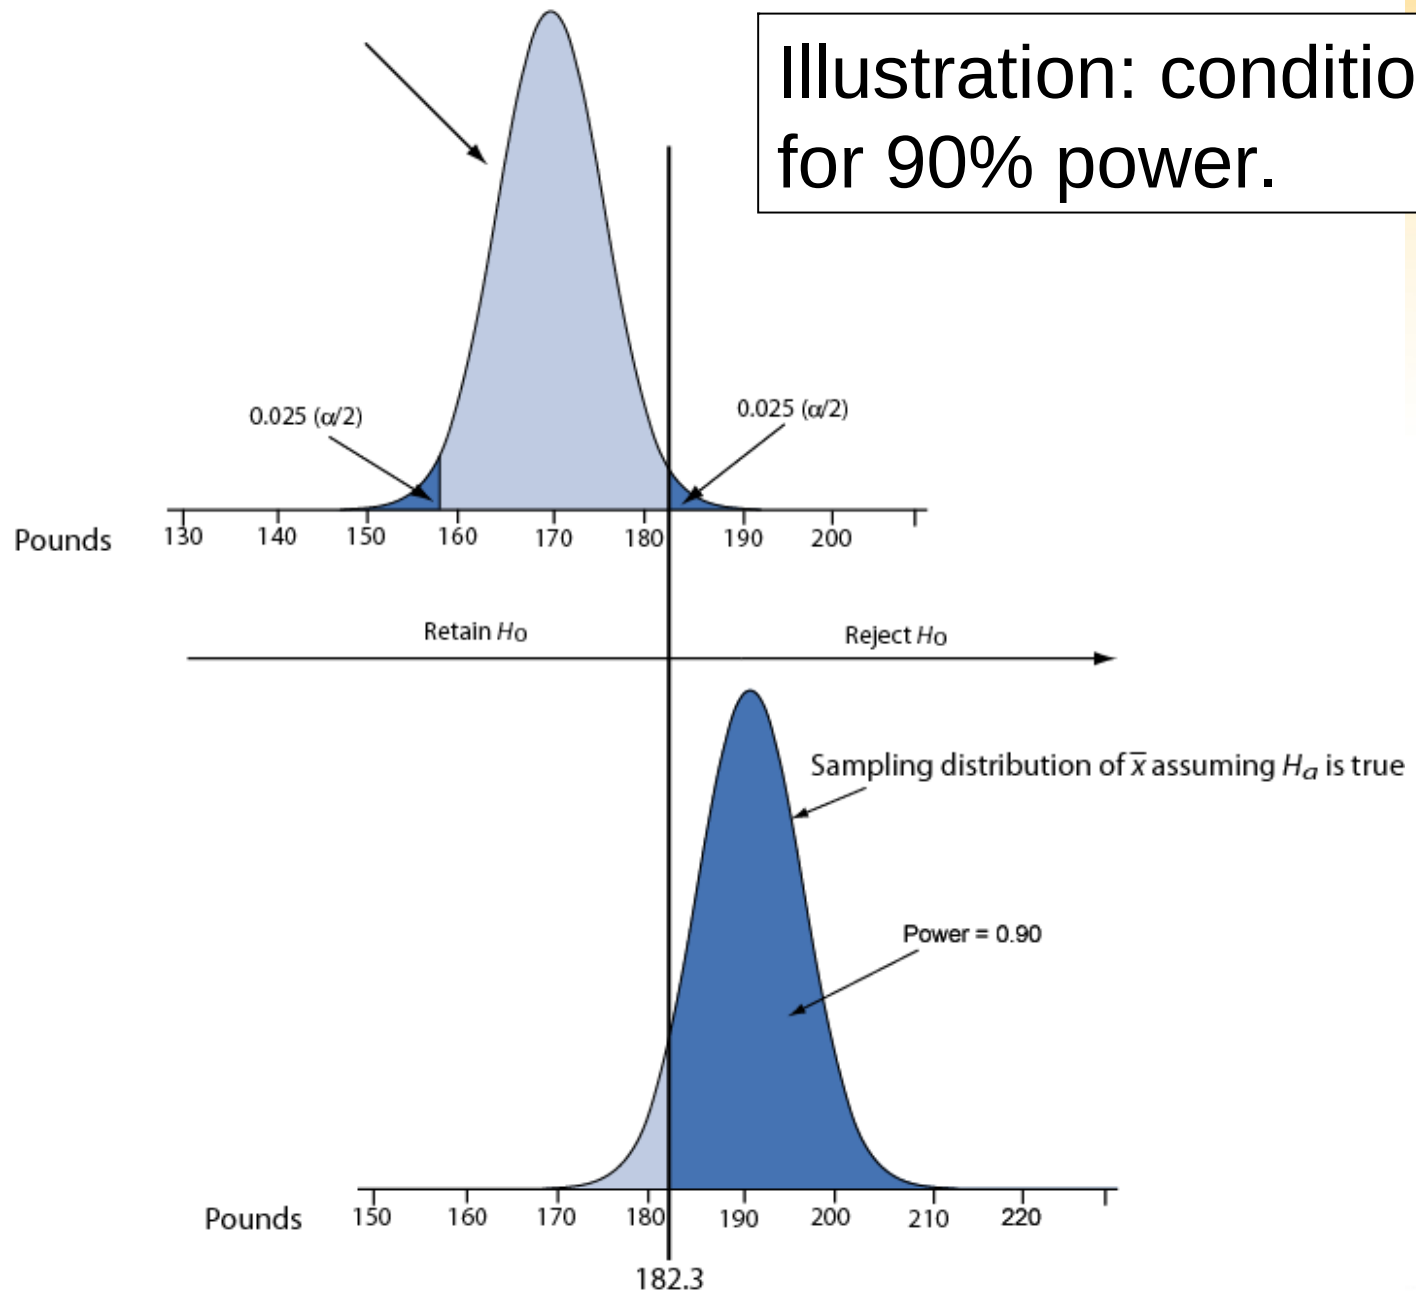 Illustration: conditio
for 90% power.
0.025 (α/2)
0.025 (α/2)
Pounds
130 140 150 160 170 180 190 200
Retain H0
Reject H0
Sampling distribution of x̅ assuming Ha is true
Power = 0.90
Pounds
150 160 170 180 190 200 210 220
182.3